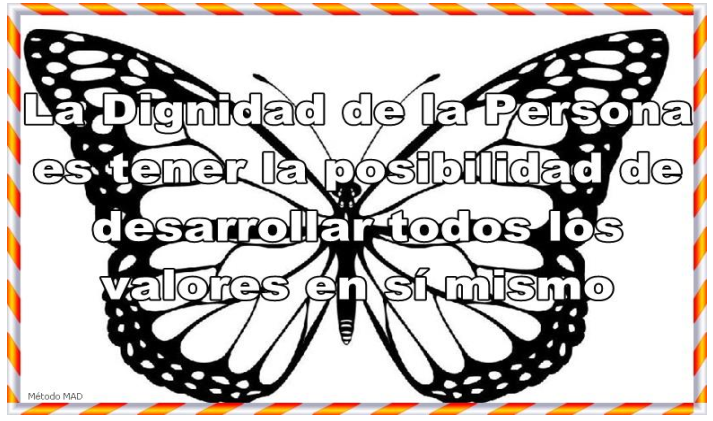 La Dignidad de la Persona
es tener la posibilidad de
desarrollar todos los
valores en sí mismo
Método MAD